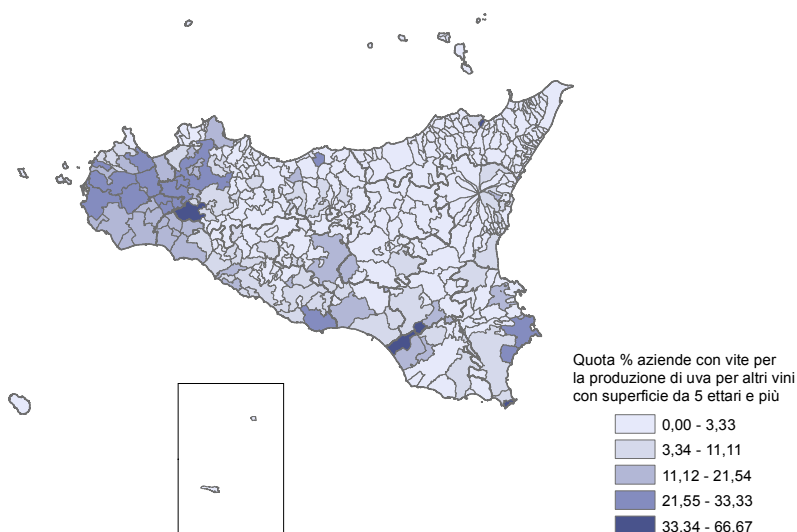 Quota % aziende con vite per
la produzione di uva per altri vini
con superficie da 5 ettari e più
0,00 - 3,33
3,34 - 11,11
11,12 - 21,54
21,55 - 33,33
33,34 - 66,67